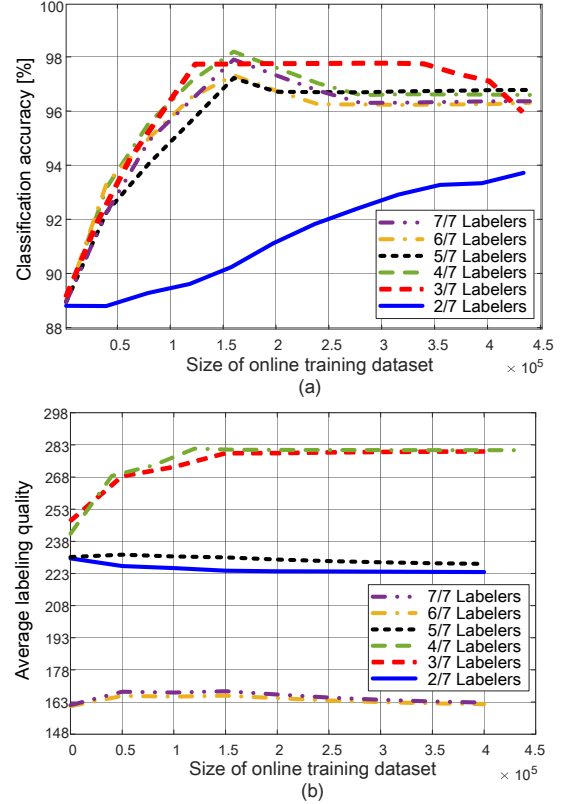 98
96
94
92
90
88
Classification accuracy [%]
7/7 Labelers
6/7 Labelers
5/7 Labelers
4/7 Labelers
3/7 Labelers
2/7 Labelers
0.5 1 1.5 2 2.5 3 3.5 4 4.5
Size of online training dataset × 10⁵
(a)
298
283
268
253
238
223
208
193
178
163
148
Average labeling quality
7/7 Labelers
6/7 Labelers
5/7 Labelers
4/7 Labelers
3/7 Labelers
2/7 Labelers
0 0.5 1 1.5 2 2.5 3 3.5 4 4.5
Size of online training dataset × 10⁵
(b)